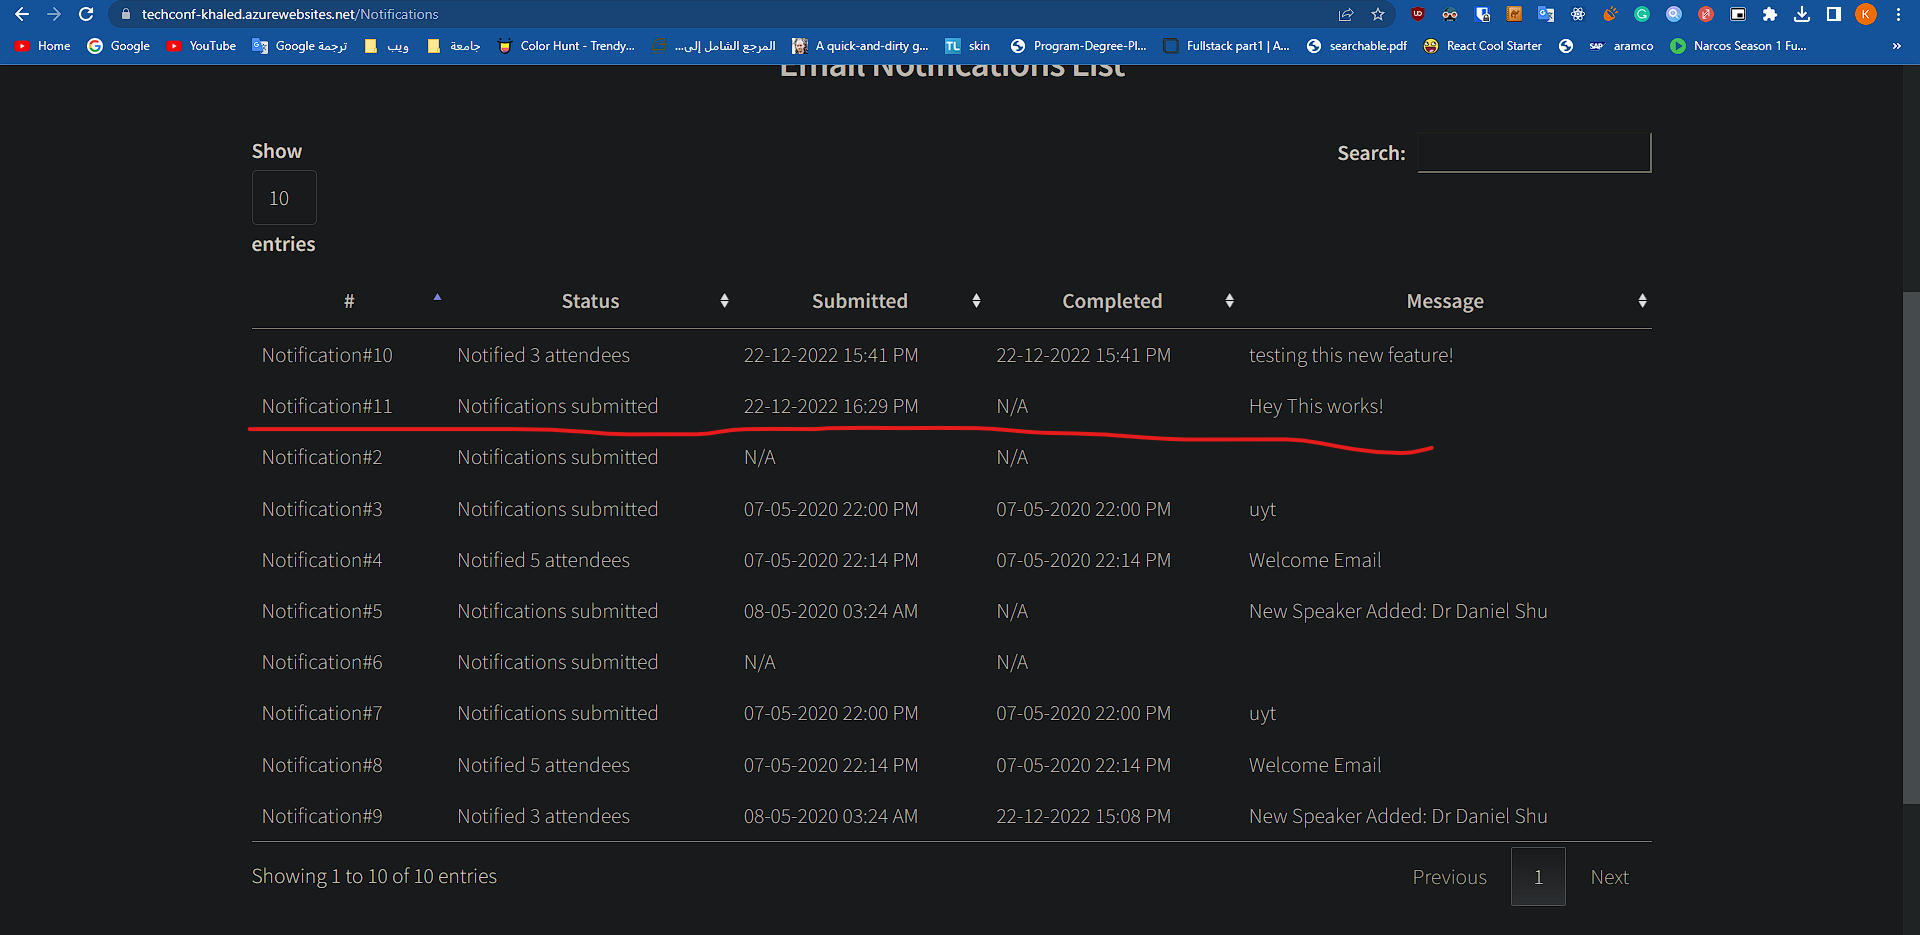 techconf-khaled.azurewebsites.net/Notifications
Home Google YouTube ترجمة Google ويب جامعة Color Hunt - Trendy... المرجع الشامل إلى... A quick-and-dirty g... skin Program-Degree-Pl... Fullstack part1 | A... searchable.pdf React Cool Starter aramco Narcos Season 1 Fu... »
Email Notifications List
Show
10
entries
Search:
# Status Submitted Completed Message
Notification#10 Notified 3 attendees 22-12-2022 15:41 PM 22-12-2022 15:41 PM testing this new feature!
Notification#11 Notifications submitted 22-12-2022 16:29 PM N/A Hey This works!
Notification#2 Notifications submitted N/A N/A
Notification#3 Notifications submitted 07-05-2020 22:00 PM 07-05-2020 22:00 PM uyt
Notification#4 Notified 5 attendees 07-05-2020 22:14 PM 07-05-2020 22:14 PM Welcome Email
Notification#5 Notifications submitted 08-05-2020 03:24 AM N/A New Speaker Added: Dr Daniel Shu
Notification#6 Notifications submitted N/A N/A
Notification#7 Notifications submitted 07-05-2020 22:00 PM 07-05-2020 22:00 PM uyt
Notification#8 Notified 5 attendees 07-05-2020 22:14 PM 07-05-2020 22:14 PM Welcome Email
Notification#9 Notified 3 attendees 08-05-2020 03:24 AM 22-12-2022 15:08 PM New Speaker Added: Dr Daniel Shu
Showing 1 to 10 of 10 entries
Previous 1 Next